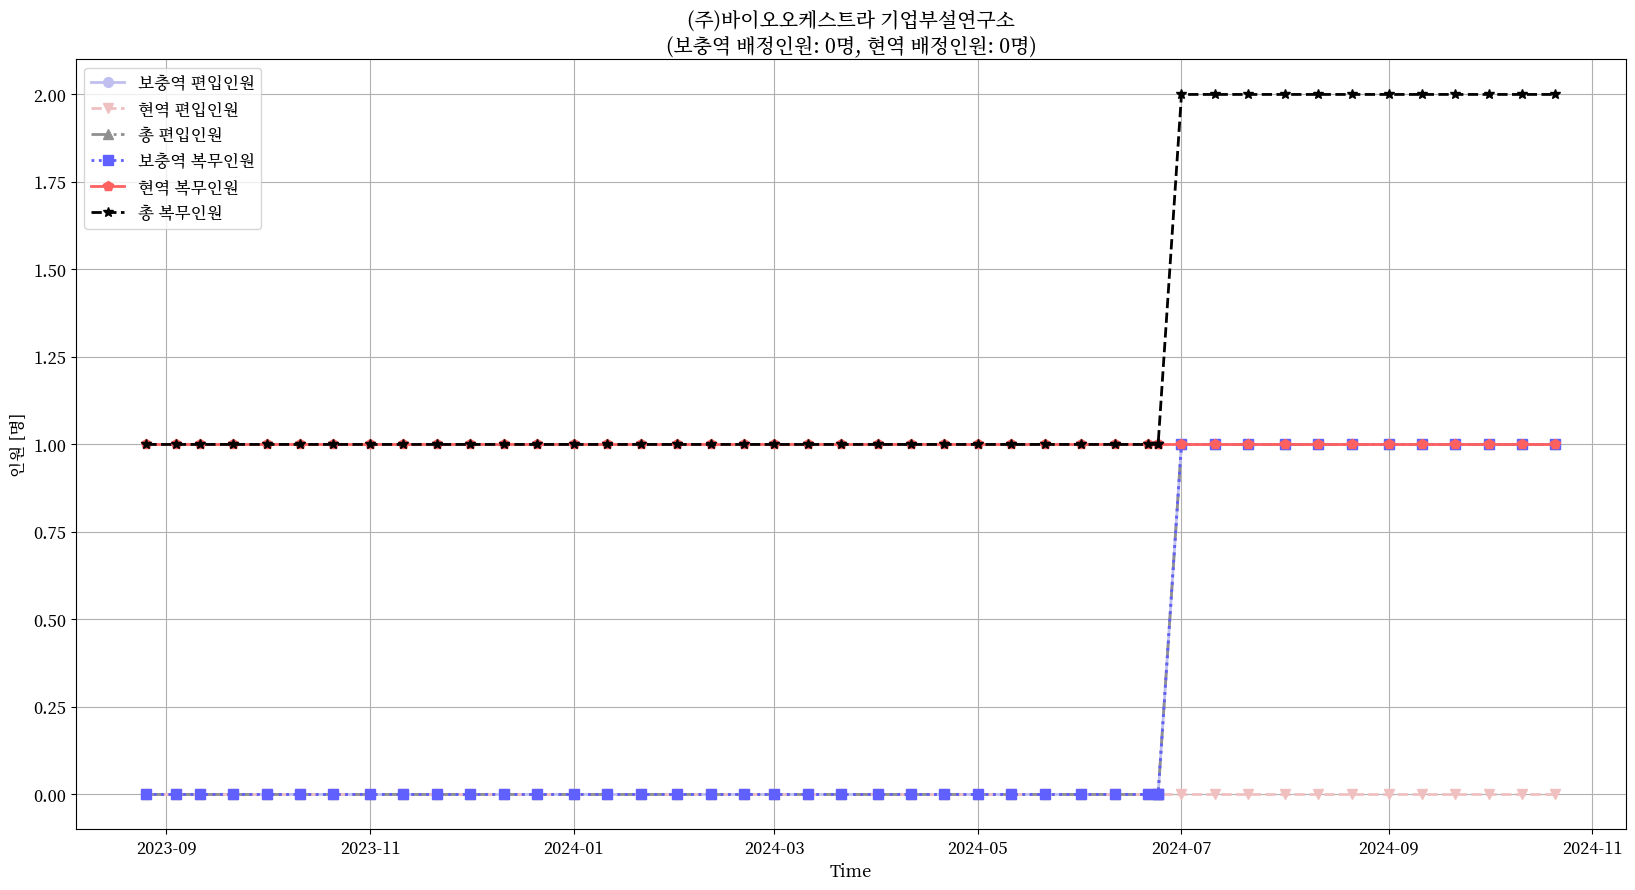 (주)바이오오케스트라 기업부설연구소
(보충역 배정인원: 0명, 현역 배정인원: 0명)
보충역 편입인원
현역 편입인원
총 편입인원
보충역 복무인원
현역 복무인원
총 복무인원
2.00
1.75
1.50
1.25
1.00
0.75
0.50
0.25
0.00
인원 [명]
2023-09
2023-11
2024-01
2024-03
2024-05
2024-07
2024-09
2024-11
Time